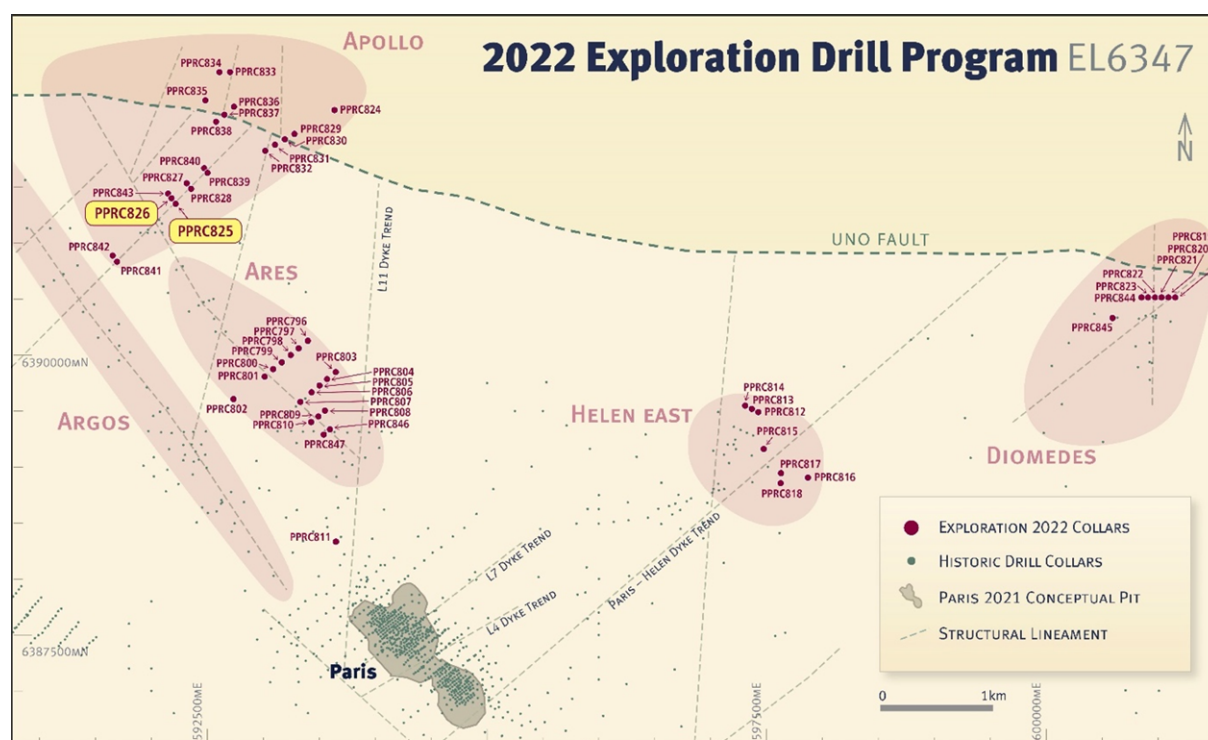 2022 Exploration Drill Program EL6347
APOLLO
PPRC834
PPRC833
PPRC835
PPRC836
PPRC837
PPRC824
PPRC838
PPRC829
PPRC830
PPRC831
PPRC832
PPRC840
PPRC827
PPRC839
PPRC843
PPRC828
PPRC826
PPRC825
PPRC842
PPRC841
N
UNO FAULT
L11 DYKE TREND
ARES
PPRC796
PPRC797
PPRC798
PPRC799
PPRC800
PPRC801
PPRC802
PPRC803
PPRC804
PPRC805
PPRC806
PPRC807
PPRC808
PPRC809
PPRC810
PPRC846
PPRC847
6390000MN
ARGOS
PPRC811
HELEN EAST
PPRC814
PPRC813
PPRC812
PPRC815
PPRC817
PPRC816
PPRC818
PPRC820
PPRC821
PPRC822
PPRC823
PPRC844
PPRC845
DIOMEDES
L7 DYKE TREND
L4 DYKE TREND
PARIS – HELEN DYKE TREND
Paris
6387500MN
592500ME
597500ME
600000ME
EXPLORATION 2022 COLLARS
HISTORIC DRILL COLLARS
PARIS 2021 CONCEPTUAL PIT
STRUCTURAL LINEAMENT
0 1km